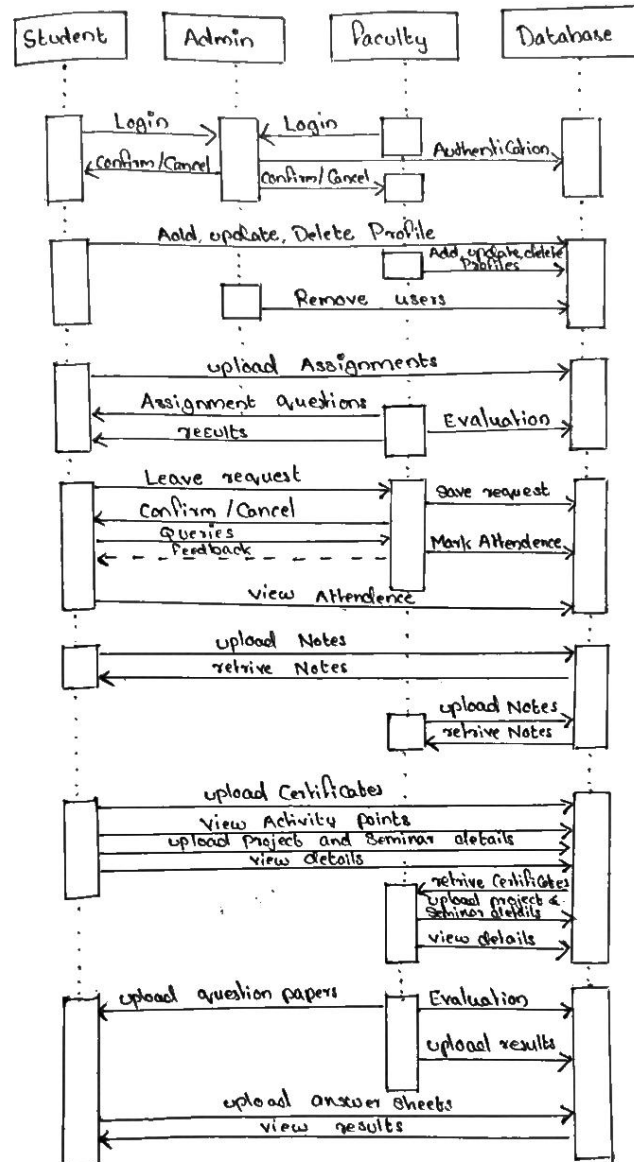 Student Admin Faculty Database
Login Login
Authentication
Confirm/Cancel
Confirm/Cancel
Add, update, Delete Profile
Add, update, delete
Profiles
Remove users
upload Assignments
Assignment questions
Evaluation
results
Leave request
Save request
Confirm/Cancel
Queries
Mark Attendence
Feedback
view Attendence
upload Notes
retrive Notes
upload Notes
retrive Notes
upload Certificates
view Activity points
upload Project and Seminar details
view details
retrive Certificates
upload project &
Seminar details
view details
upload question papers Evaluation
upload results
upload answer sheets
view results